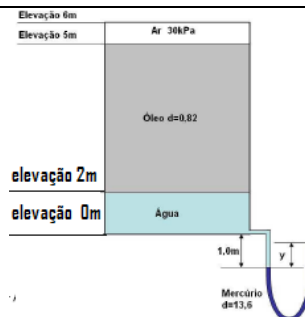 Elevação 6m
Ar 30kPa
Elevação 5m
Óleo d=0,82
elevação 2m
elevação 0m
Água
1,0m
y
Mercúrio
d=13,6